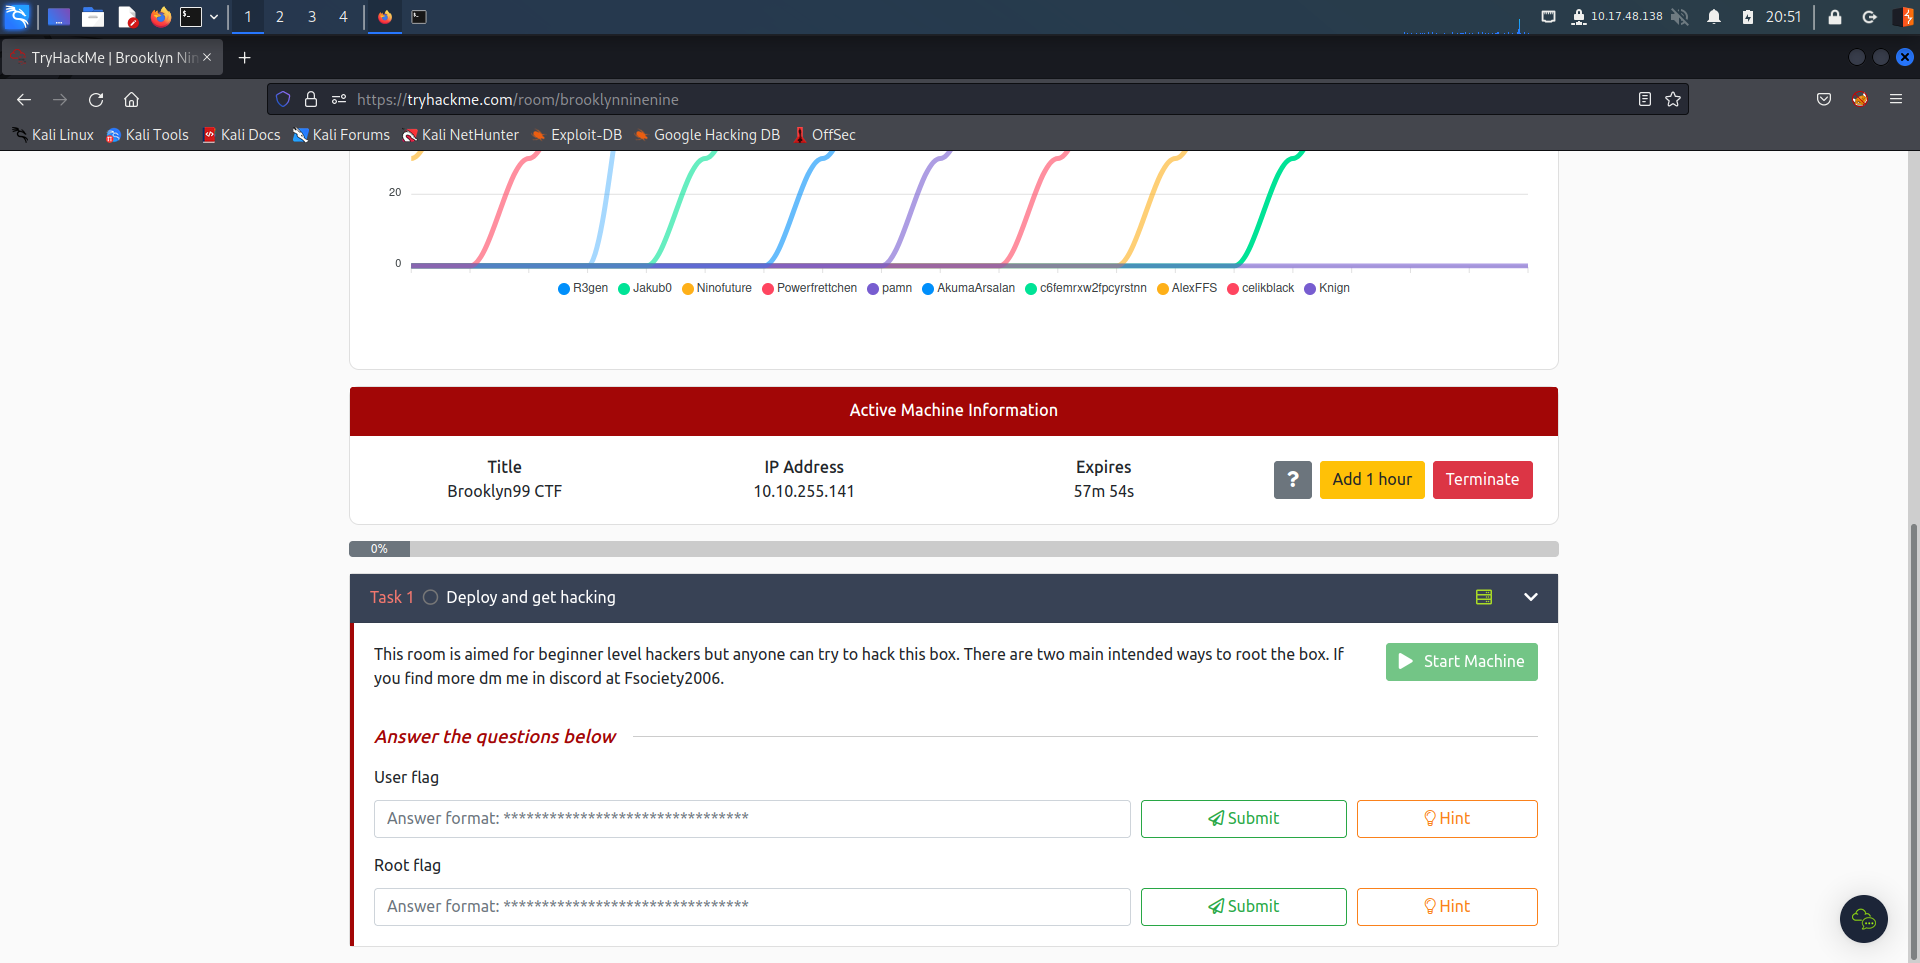 1 2 3 4 10.17.48.138 20:51
TryHackMe | Brooklyn Nin
https://tryhackme.com/room/brooklynninenine
Kali Linux Kali Tools Kali Docs Kali Forums Kali NetHunter Exploit-DB Google Hacking DB OffSec
20
0
R3gen Jakub0 Ninofuture Powerfrettchen pamn AkumaArsalan c6femrxw2fpcyrstnn AlexFFS celikblack Knign
Active Machine Information
Title IP Address Expires
Brooklyn99 CTF 10.10.255.141 57m 54s
? Add 1 hour Terminate
0%
Task 1 Deploy and get hacking
This room is aimed for beginner level hackers but anyone can try to hack this box. There are two main intended ways to root the box. If
you find more dm me in discord at Fsociety2006.
Start Machine
Answer the questions below
User flag
Answer format: ******************************** Submit Hint
Root flag
Answer format: ******************************** Submit Hint